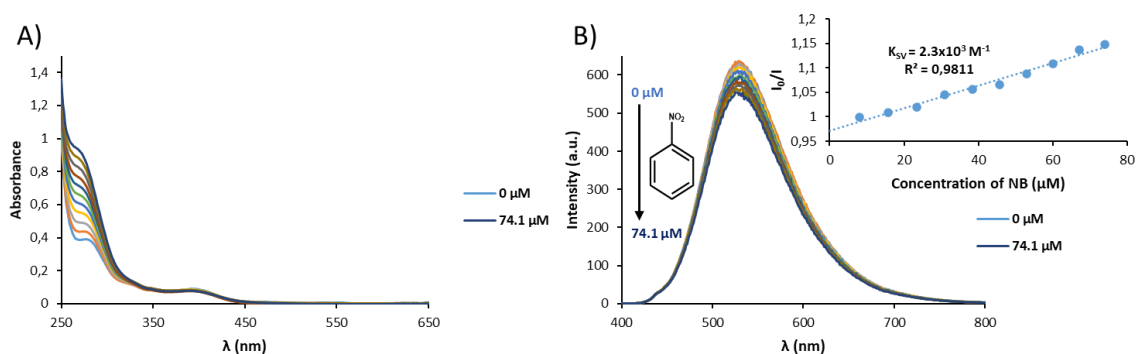 A)
Absorbance
1,4
1,2
1
0,8
0,6
0,4
0,2
0
250
350
450
550
650
λ (nm)
0 µM
74.1 µM
B)
Intensity (a.u.)
600
500
400
300
200
100
0
400
500
600
700
800
λ (nm)
0 µM
NO₂
74.1 µM
I₀/I
1,2
1,15
1,1
1,05
1
0,95
K_SV = 2.3x10³ M⁻¹
R² = 0,9811
0
20
40
60
80
Concentration of NB (µM)
0 µM
74.1 µM